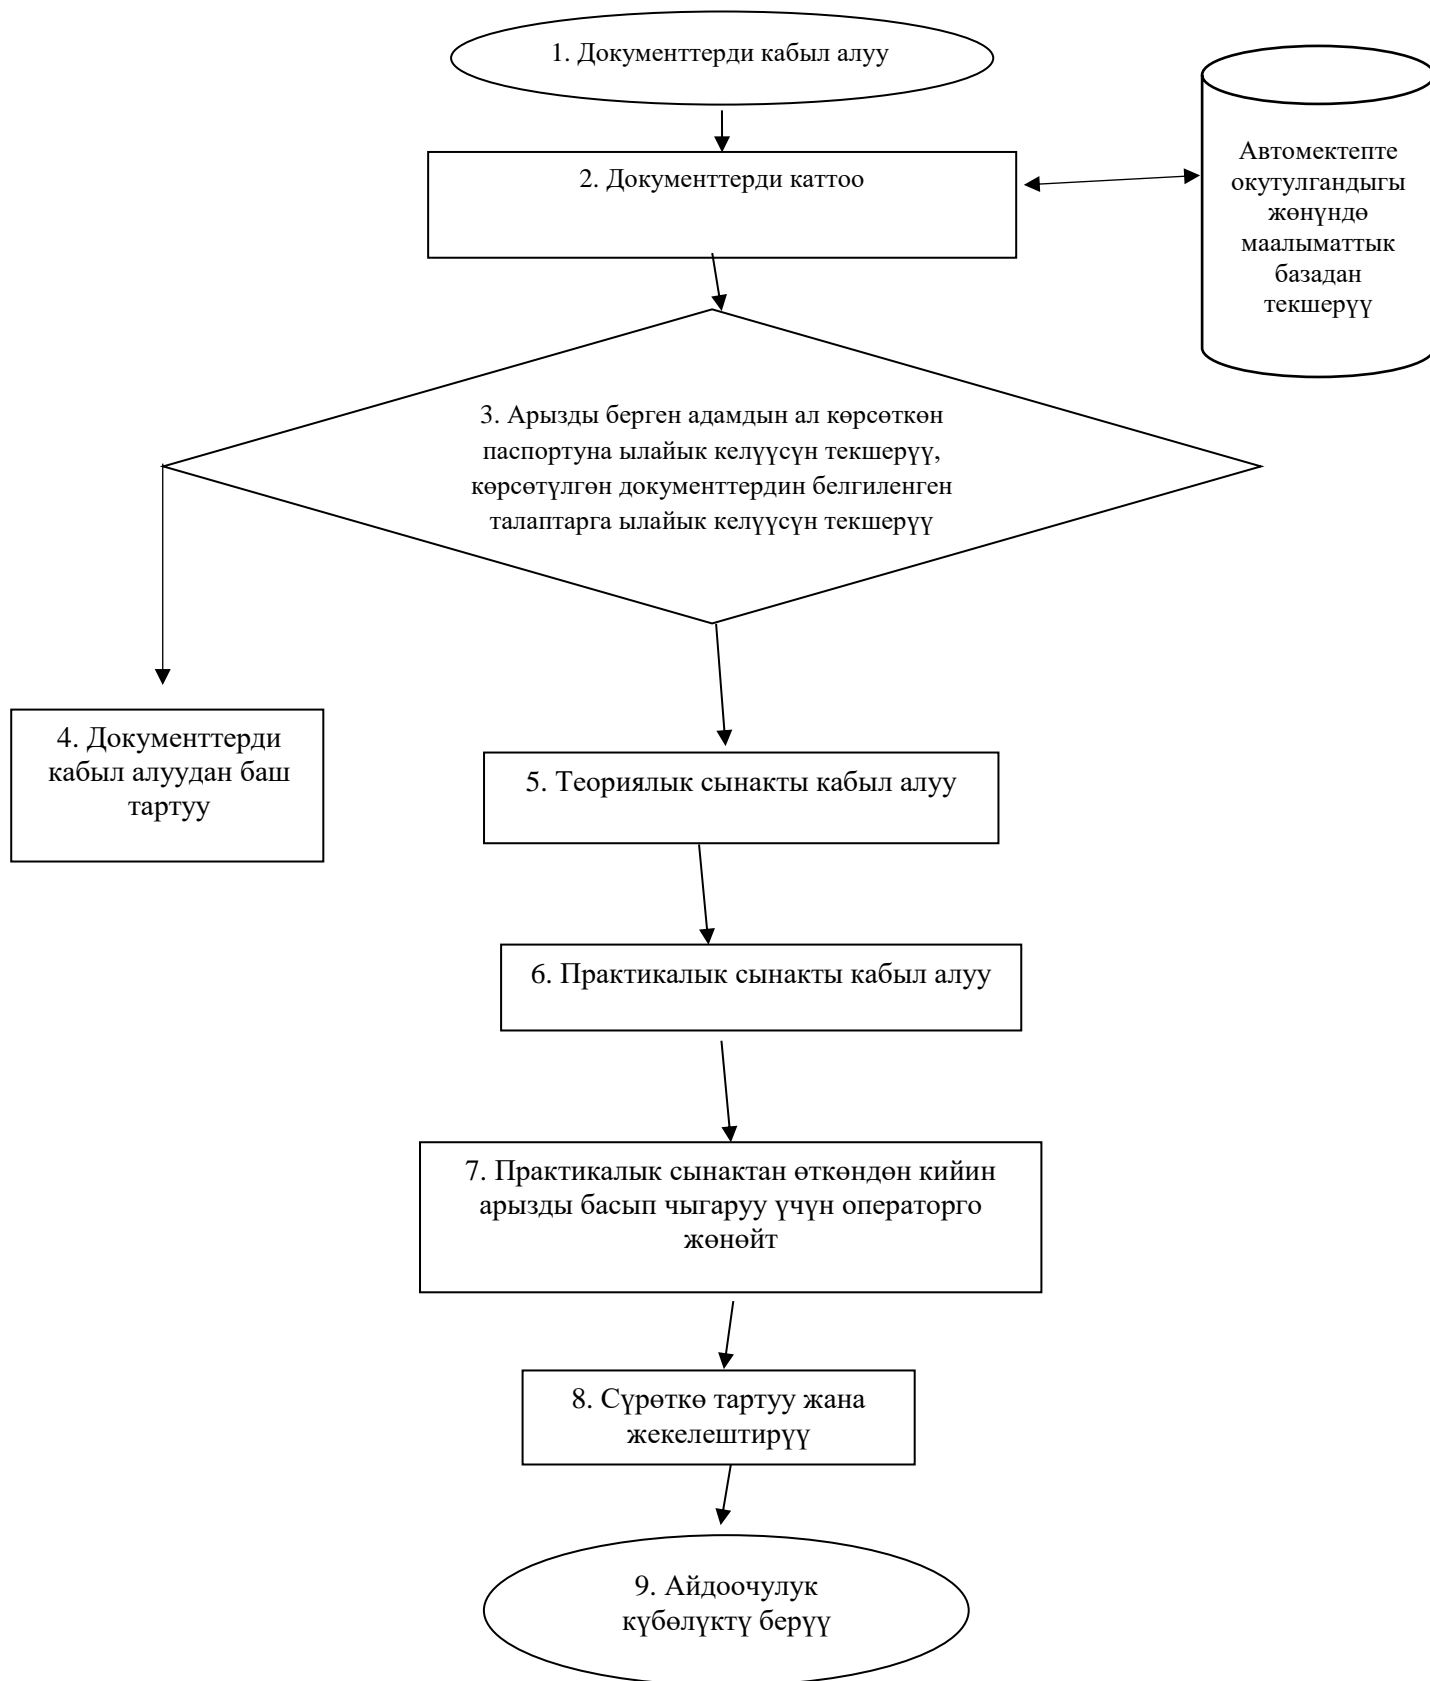 1. Документтерди кабыл алуу
2. Документтерди каттоо
Автомектепте
окутулгандыгы
жөнүндө
маалыматтык
базадан
текшерүү
3. Арызды берген адамдын ал көрсөткөн
паспортуна ылайык келүүсүн текшерүү,
көрсөтүлгөн документтердин белгиленген
талаптарга ылайык келүүсүн текшерүү
4. Документтерди
кабыл алуудан баш
тартуу
5. Теориялык сынакты кабыл алуу
6. Практикалык сынакты кабыл алуу
7. Практикалык сынактан өткөндөн кийин
арызды басып чыгаруу үчүн операторго
жөнөйт
8. Сүрөткө тартуу жана
жекелештирүү
9. Айдоочулук
күбөлүктү берүү